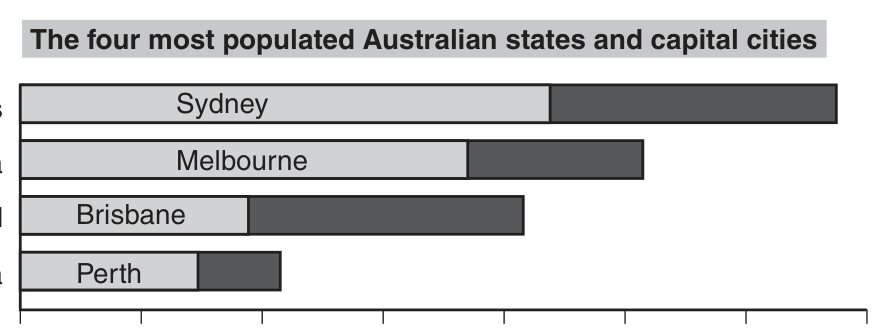 The four most populated Australian states and capital cities
Sydney
Melbourne
Brisbane
Perth